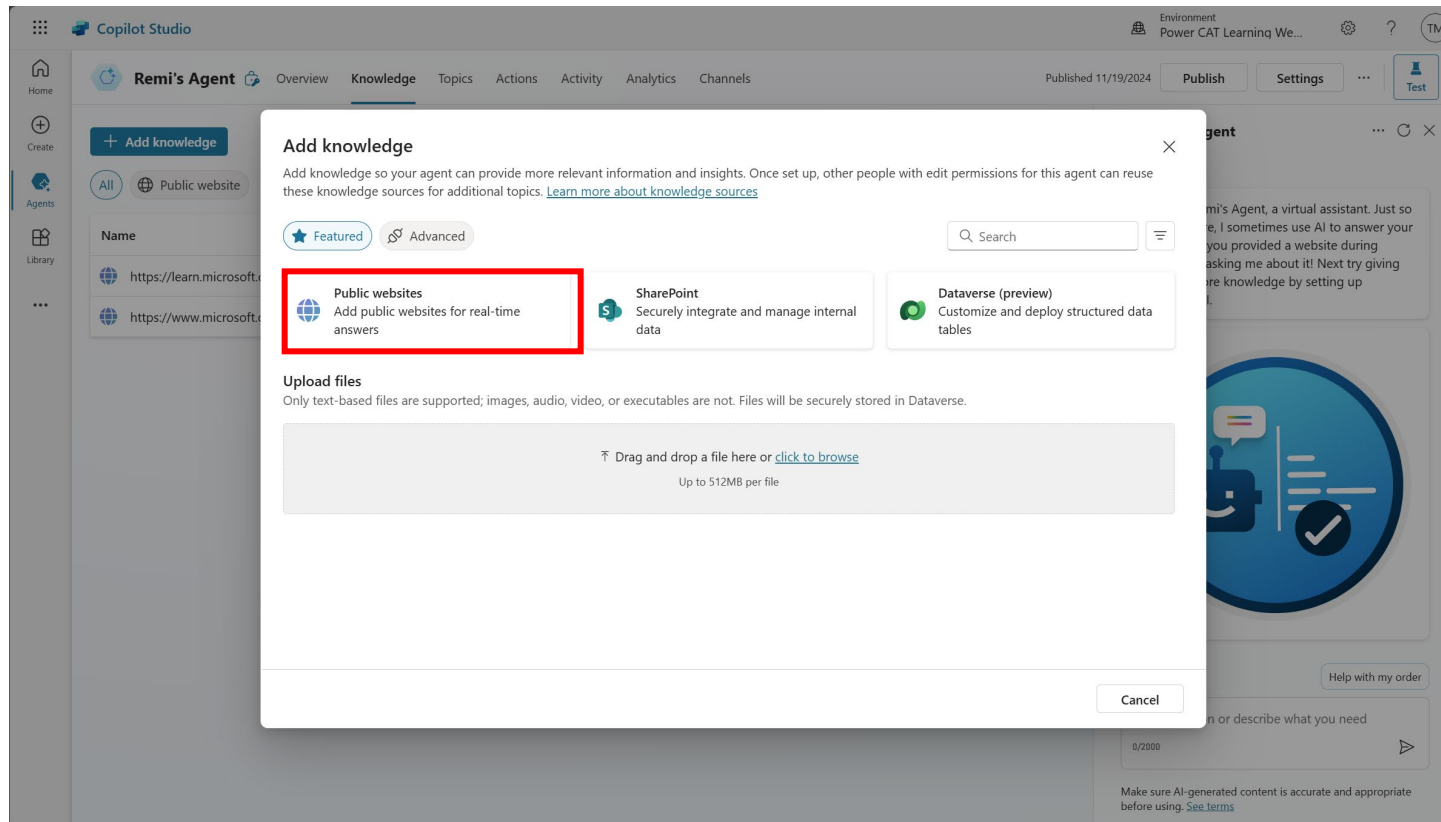 Copilot Studio
Environment
Power CAT Learning We...
?
TM
Home
Create
Agents
Library
Remi's Agent
Overview Knowledge Topics Actions Activity Analytics Channels
Published 11/19/2024
Publish
Settings
...
Test
+ Add knowledge
All
Public website
Name
https://learn.microsoft.
https://www.microsoft.
Add knowledge
Add knowledge so your agent can provide more relevant information and insights. Once set up, other people with edit permissions for this agent can reuse
these knowledge sources for additional topics. Learn more about knowledge sources
Featured
Advanced
Search
Public websites
Add public websites for real-time
answers
SharePoint
Securely integrate and manage internal
data
Dataverse (preview)
Customize and deploy structured data
tables
Upload files
Only text-based files are supported; images, audio, video, or executables are not. Files will be securely stored in Dataverse.
Drag and drop a file here or click to browse
Up to 512MB per file
Cancel
gent
mi's Agent, a virtual assistant. Just so
e, I sometimes use AI to answer your
you provided a website during
asking me about it! Next try giving
re knowledge by setting up
Help with my order
n or describe what you need
0/2000
Make sure AI-generated content is accurate and appropriate
before using. See terms